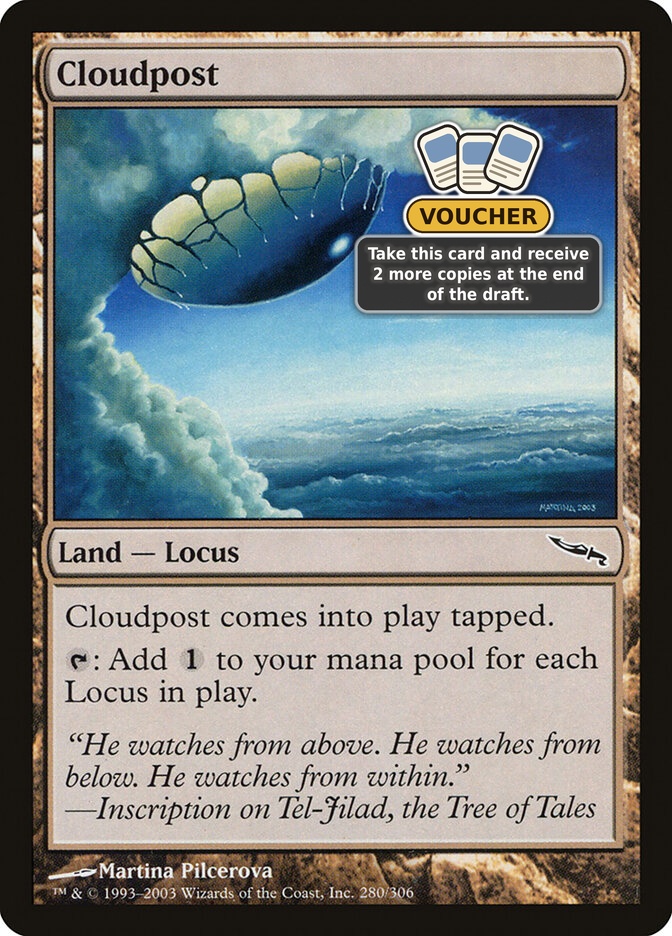 Cloudpost
VOUCHER
Take this card and receive
2 more copies at the end
of the draft.
MARTINA 2003
Land — Locus
Cloudpost comes into play tapped.
: Add 1 to your mana pool for each
Locus in play.
“He watches from above. He watches from
below. He watches from within.”
—Inscription on Tel-Jilad, the Tree of Tales
Martina Pilcerova
™ & © 1993–2003 Wizards of the Coast, Inc. 280/306